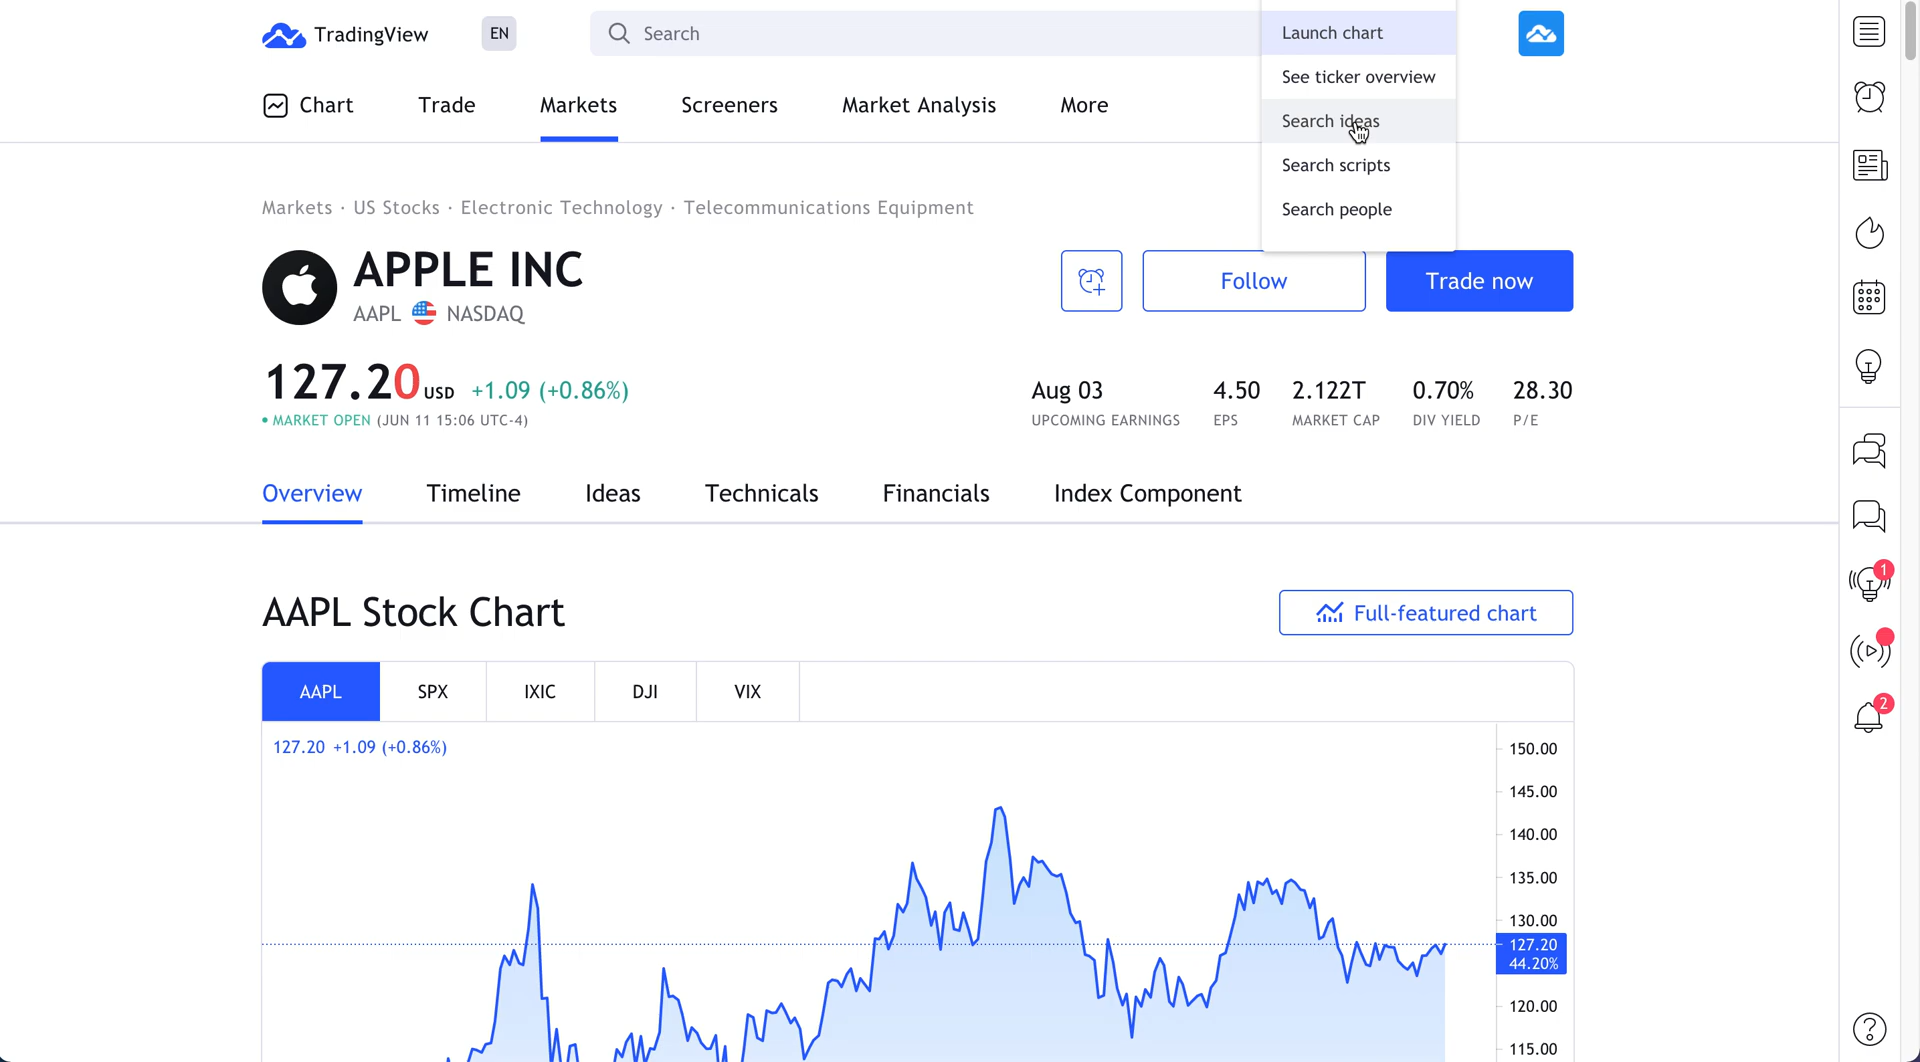 TradingView
EN
Search
Launch chart
See ticker overview
Search ideas
Search scripts
Search people
Chart
Trade
Markets
Screeners
Market Analysis
More
Markets · US Stocks · Electronic Technology · Telecommunications Equipment
APPLE INC
AAPL NASDAQ
Follow
Trade now
127.20 USD +1.09 (+0.86%)
• MARKET OPEN (JUN 11 15:06 UTC-4)
Aug 03
UPCOMING EARNINGS
4.50
EPS
2.122T
MARKET CAP
0.70%
DIV YIELD
28.30
P/E
Overview
Timeline
Ideas
Technicals
Financials
Index Component
AAPL Stock Chart
Full-featured chart
AAPL
SPX
IXIC
DJI
VIX
127.20 +1.09 (+0.86%)
150.00
145.00
140.00
135.00
130.00
127.20
44.20%
120.00
115.00
1
2
?